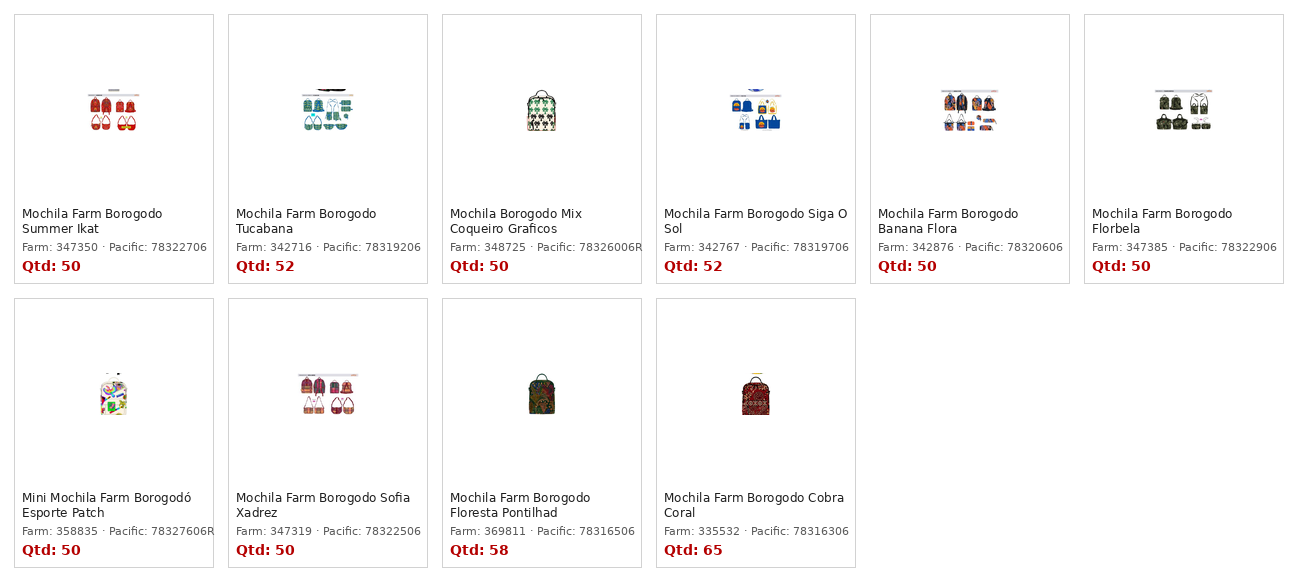 Mochila Farm Borogodo
Summer Ikat
Farm: 347350 · Pacific: 78322706
Qtd: 50
Mochila Farm Borogodo
Tucabana
Farm: 342716 · Pacific: 78319206
Qtd: 52
Mochila Borogodo Mix
Coqueiro Graficos
Farm: 348725 · Pacific: 78326006R
Qtd: 50
Mochila Farm Borogodo Siga O
Sol
Farm: 342767 · Pacific: 78319706
Qtd: 52
Mochila Farm Borogodo
Banana Flora
Farm: 342876 · Pacific: 78320606
Qtd: 50
Mochila Farm Borogodo
Florbela
Farm: 347385 · Pacific: 78322906
Qtd: 50
Mini Mochila Farm Borogodó
Esporte Patch
Farm: 358835 · Pacific: 78327606R
Qtd: 50
Mochila Farm Borogodo Sofia
Xadrez
Farm: 347319 · Pacific: 78322506
Qtd: 50
Mochila Farm Borogodo
Floresta Pontilhad
Farm: 369811 · Pacific: 78316506
Qtd: 58
Mochila Farm Borogodo Cobra
Coral
Farm: 335532 · Pacific: 78316306
Qtd: 65